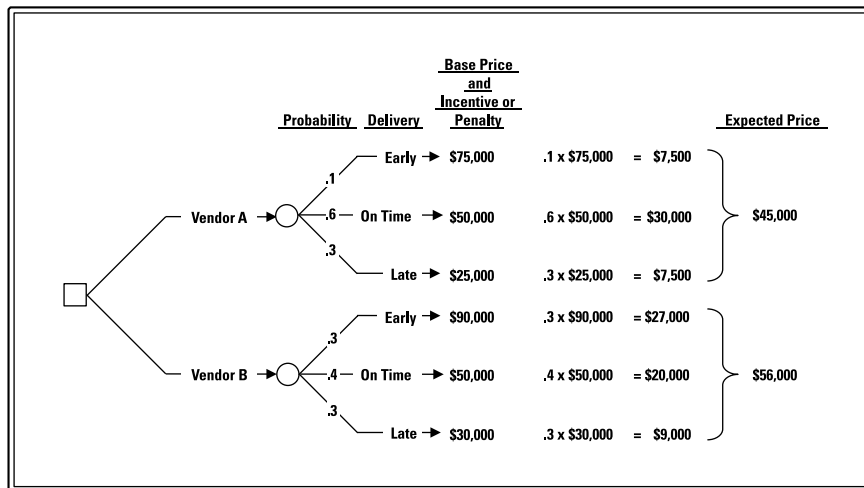 Base Price
and
Incentive or
Probability Delivery Penalty Expected Price
Early $75,000 .1 x $75,000 = $7,500
.1
Vendor A .6 On Time $50,000 .6 x $50,000 = $30,000 $45,000
.3
Late $25,000 .3 x $25,000 = $7,500
Early $90,000 .3 x $90,000 = $27,000
.3
Vendor B .4 On Time $50,000 .4 x $50,000 = $20,000 $56,000
.3
Late $30,000 .3 x $30,000 = $9,000